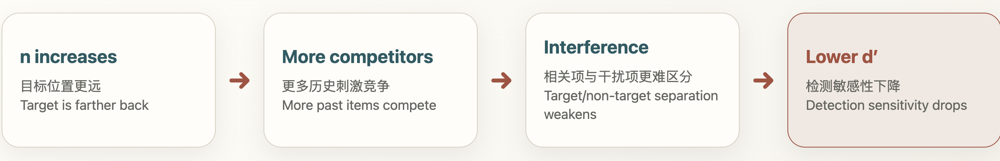 n increases
目标位置更远
Target is farther back
More competitors
更多历史刺激竞争
More past items compete
Interference
相关项与干扰项更难区分
Target/non-target separation
weakens
Lower d′
检测敏感性下降
Detection sensitivity drops